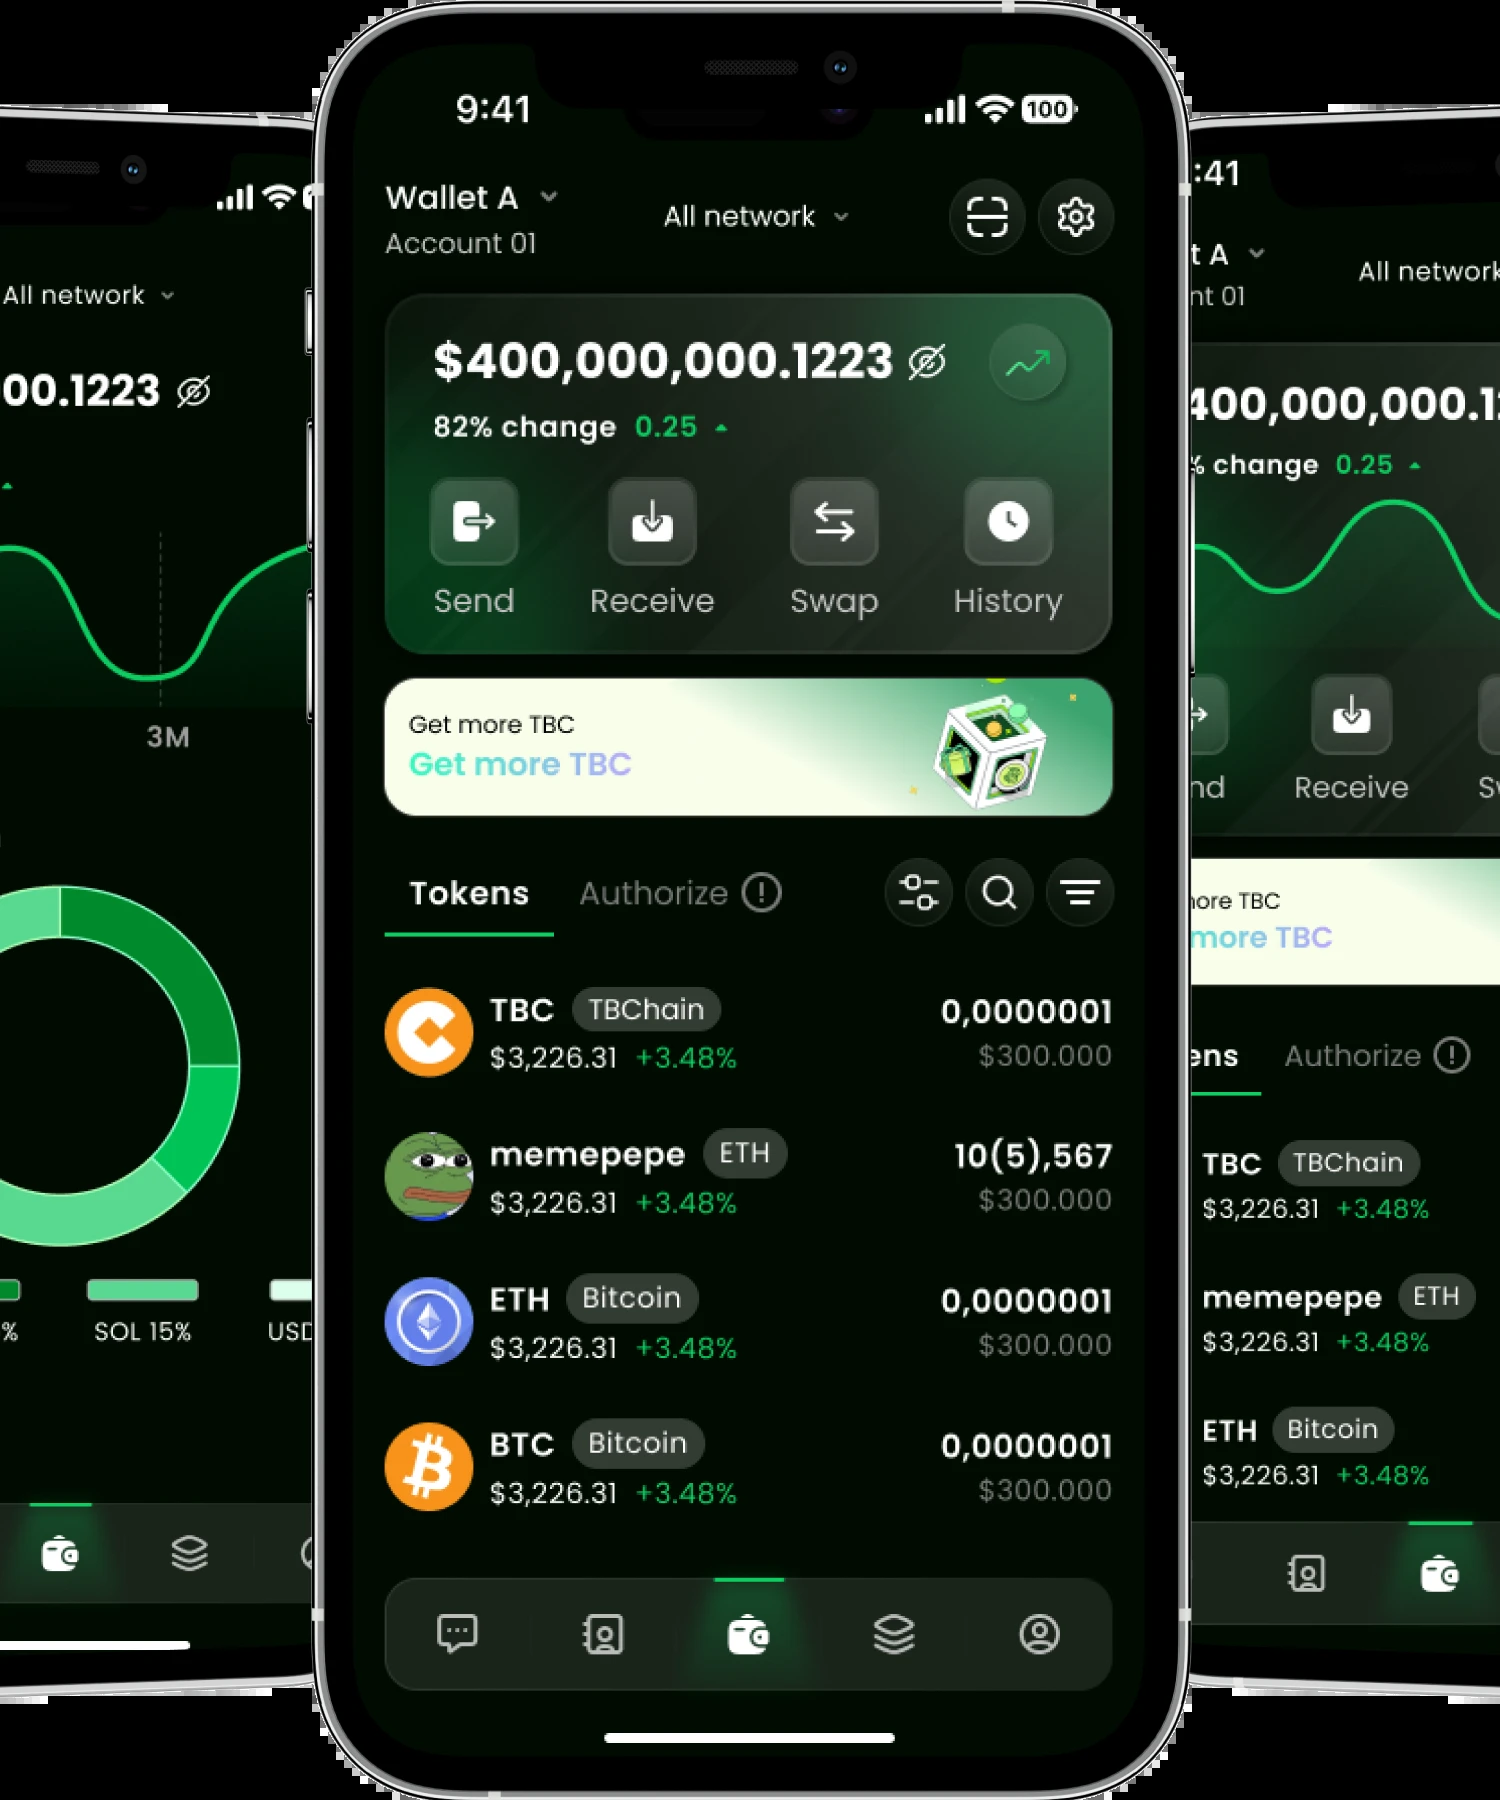 All network
00.1223
3M
%
SOL 15%
USD
9:41
100
Wallet A
Account 01
All network
$400,000,000.1223
82% change 0.25
Send
Receive
Swap
History
Get more TBC
Get more TBC
Tokens
Authorize
TBC TBChain
0,0000001
$3,226.31 +3.48%
$300.000
memepepe ETH
10(5),567
$3,226.31 +3.48%
$300.000
ETH Bitcoin
0,0000001
$3,226.31 +3.48%
$300.000
BTC Bitcoin
0,0000001
$3,226.31 +3.48%
$300.000
:41
t A
nt 01
All network
400,000,000.1
% change 0.25
nd
Receive
S
more TBC
more TBC
ens
Authorize
TBC TBChain
$3,226.31 +3.48%
memepepe ETH
$3,226.31 +3.48%
ETH Bitcoin
$3,226.31 +3.48%